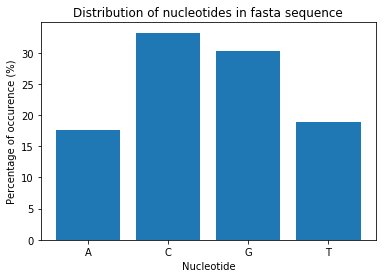 Distribution of nucleotides in fasta sequence
Percentage of occurence (%)
30
25
20
15
10
5
0
A C G T
Nucleotide